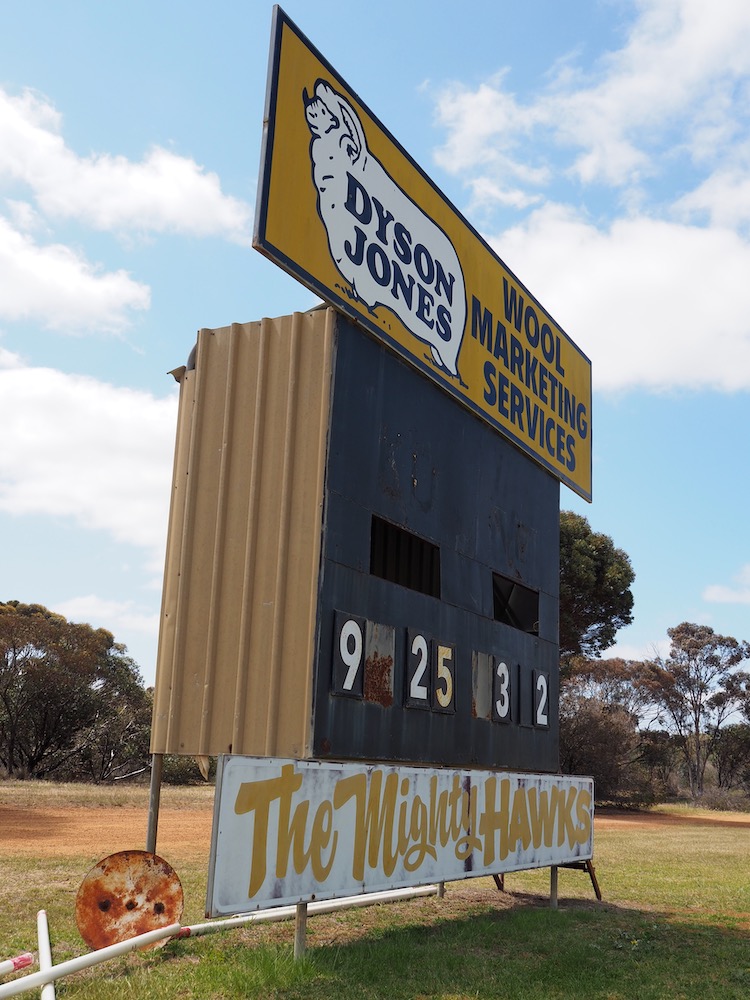 DYSON
JONES
WOOL
MARKETING
SERVICES
9 25 3 2
The Mighty HAWKS